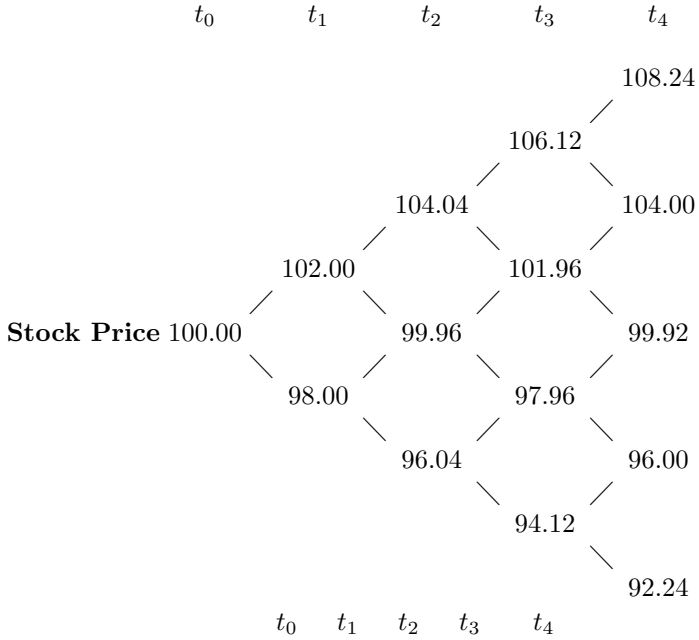 t₀ t₁ t₂ t₃ t₄
108.24
106.12
104.04 104.00
102.00 101.96
Stock Price 100.00 99.96 99.92
98.00 97.96
96.04 96.00
94.12
92.24
t₀ t₁ t₂ t₃ t₄